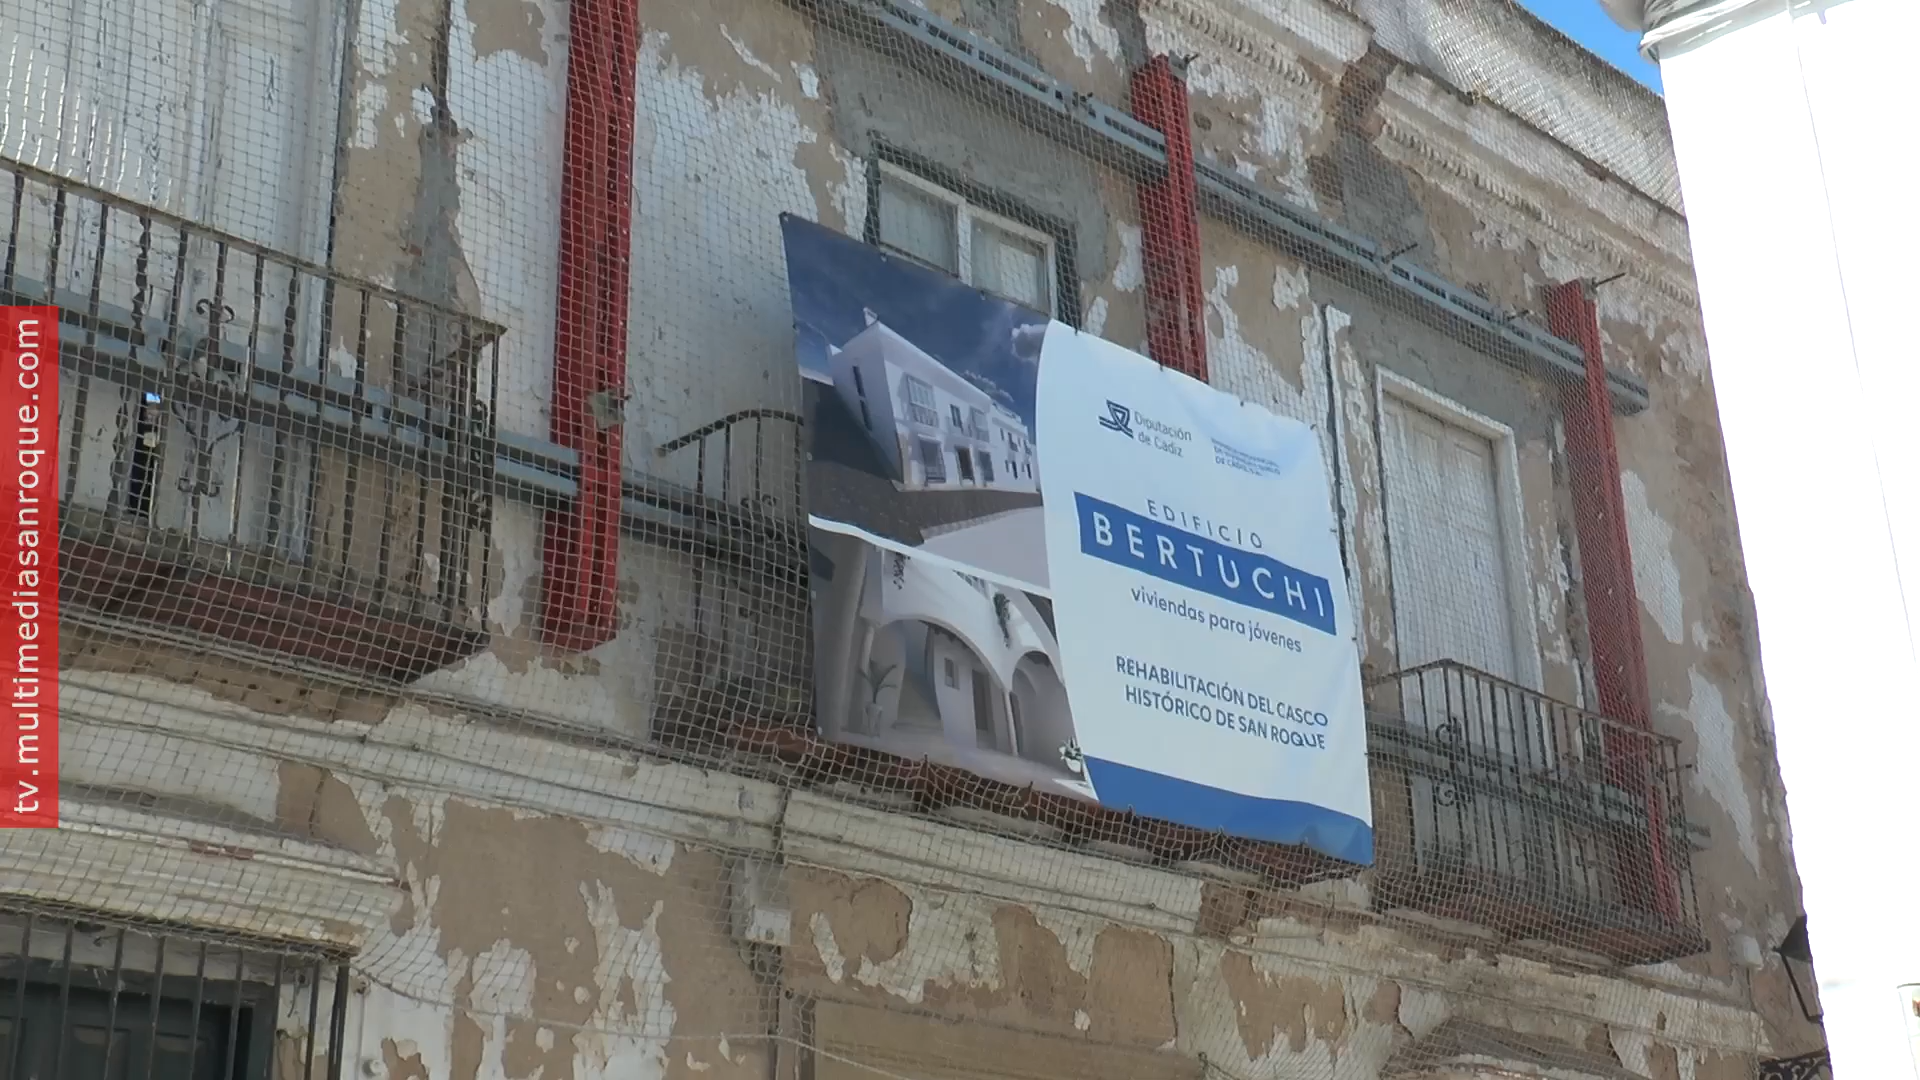 tv.multimediasanroque.com
Diputación
de Cádiz
EDIFICIO
BERTUCHI
viviendas para jóvenes
REHABILITACIÓN DEL CASCO
HISTÓRICO DE SAN ROQUE